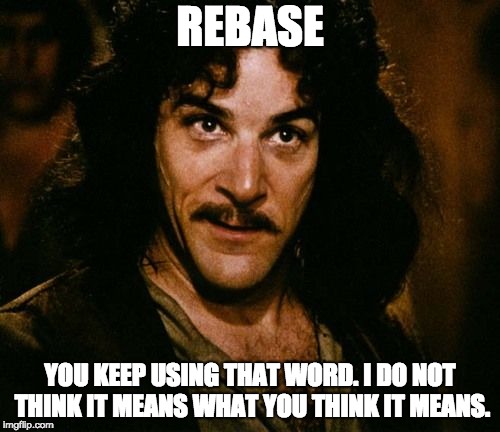 REBASE
YOU KEEP USING THAT WORD. I DO NOT
THINK IT MEANS WHAT YOU THINK IT MEANS.
imgflip.com